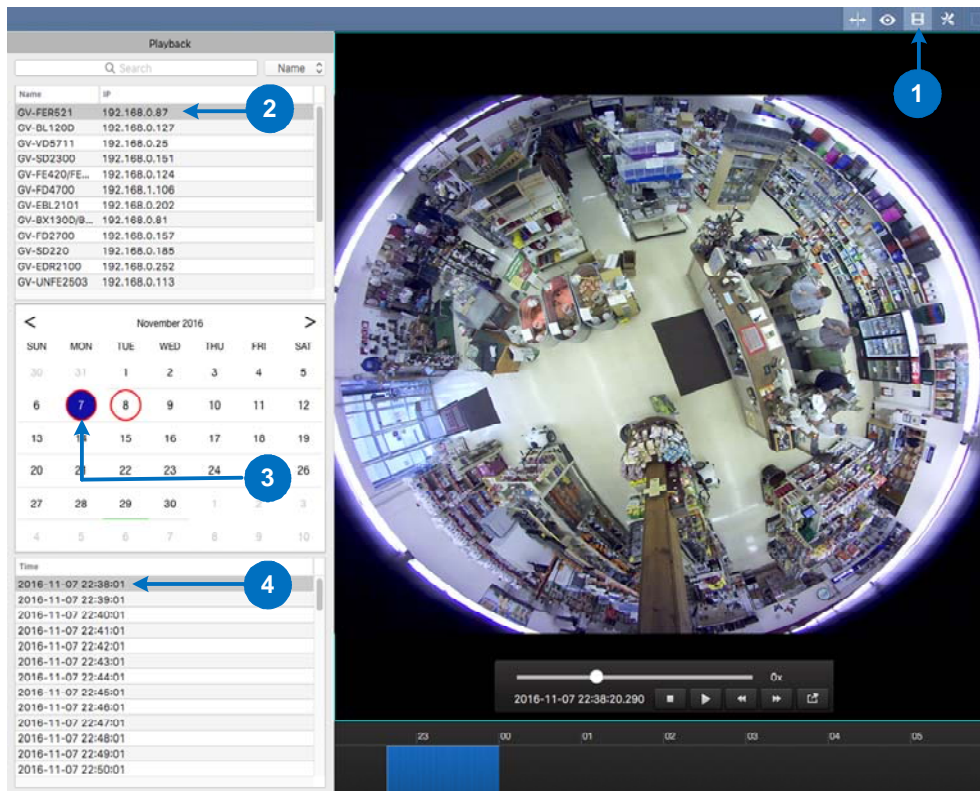 Playback
1
Search Name
Name IP
GV-FER521 192.168.0.87
2
GV-BL120D 192.168.0.127
GV-VD5711 192.168.0.25
GV-SD2300 192.168.0.151
GV-FE420/FE... 192.168.0.124
GV-FD4700 192.168.1.106
GV-EBL2101 192.168.0.202
GV-BX130D/B... 192.168.0.81
GV-FD2700 192.168.0.157
GV-SD220 192.168.0.185
GV-EDR2100 192.168.0.252
GV-UNFE2503 192.168.0.113
< November 2016 >
SUN MON TUE WED THU FRI SAT
30 31 1 2 3 4 5
6 7 8 9 10 11 12
13 14 15 16 17 18 19
20 21 22 23 24 26
3
27 28 29 30 1 2 3
4 5 6 7 8 9 10
Time
2016-11-07 22:38:01
4
2016-11-07 22:39:01
2016-11-07 22:40:01
2016-11-07 22:41:01
2016-11-07 22:42:01
2016-11-07 22:43:01
2016-11-07 22:44:01
2016-11-07 22:45:01
2016-11-07 22:46:01
2016-11-07 22:47:01
2016-11-07 22:48:01
2016-11-07 22:49:01
2016-11-07 22:50:01
0x
2016-11-07 22:38:20.290
23 00 01 02 03 04 05